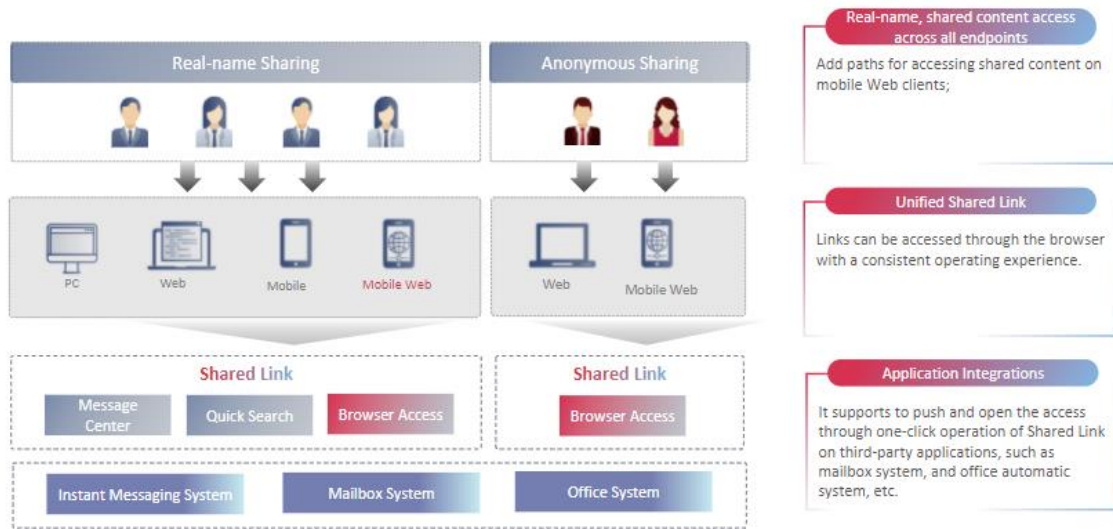 Real-name Sharing
Anonymous Sharing
PC
Web
Mobile
Mobile Web
Web
Mobile Web
Shared Link
Message
Center
Quick Search
Browser Access
Shared Link
Browser Access
Instant Messaging System
Mailbox System
Office System
Real-name, shared content access
across all endpoints
Add paths for accessing shared content on
mobile Web clients;
Unified Shared Link
Links can be accessed through the browser
with a consistent operating experience.
Application Integrations
It supports to push and open the access
through one-click operation of Shared Link
on third-party applications, such as
mailbox system, and office automatic
system, etc.